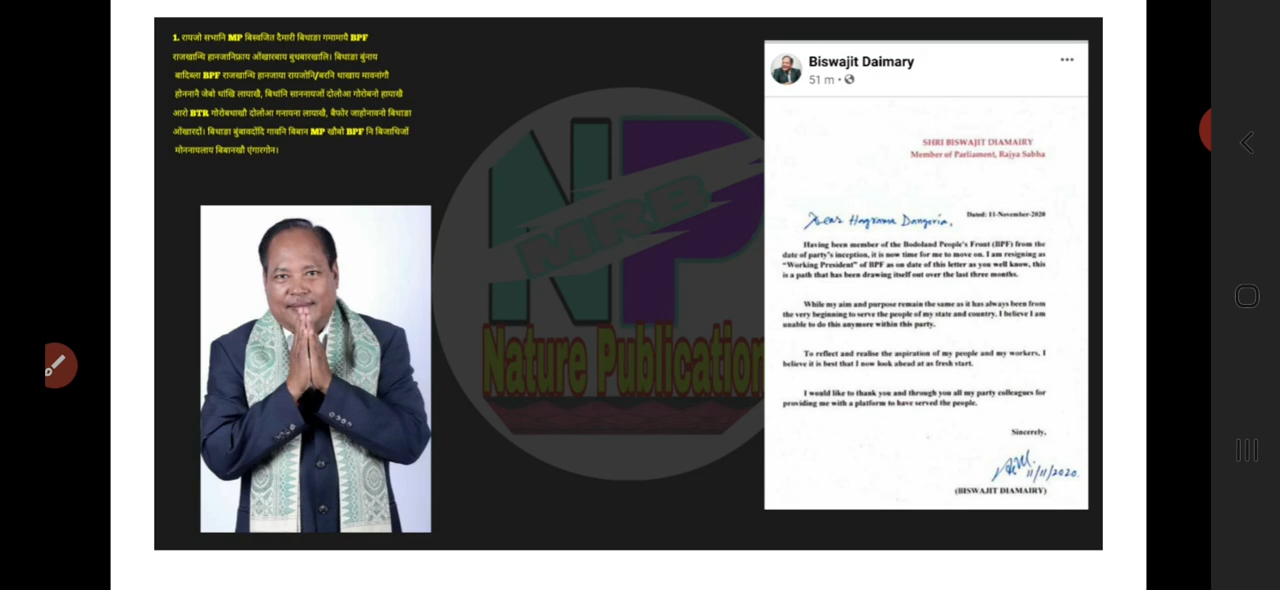 1. रायजो सभानि MP बिस्वजित दैमारी बिथाङा गमामायै BPF
राजखान्थि हानजानिफ्राय ओंखारबाय बुधबारखालि। बिथाङा बुंनाय
बादिब्ला BPF राजखान्थि हानजाया रायजोंनि/बरनि थाखाय मावनांगौ
होननानै जेबो थांखि लायाखै, बिथांनि साननायजों दोलोआ गोरोबनो हायाखै
आरो BTR गोरोबथाखौ दोलोआ गनायना लायाखै, बैफोर जाहोनावनो बिथाङा
ओंखारदों। बिथाङा बुंबावदोंदि गावनि बिबान MP खौबो BPF नि बिजाथिजों
मोननायलाय बिबानखौ एंगारगोन।
MRB
NP
Nature Publication
Biswajit Daimary
51 m
SHRI BISWAJIT DIAMAIRY
Member of Parliament, Rajya Sabha
Dated: 11-November-2020
Dear Hagrama Dangoria,
Having been member of the Bodoland People's Front (BPF) from the
date of party's inception, it is now time for me to move on. I am resigning as
"Working President" of BPF as on date of this letter as you well know, this
is a path that has been drawing itself out over the last three months.
While my aim and purpose remain the same as it has always been from
the very beginning to serve the people of my state and country, I believe I am
unable to do this anymore within this party.
To reflect and realise the aspiration of my people and my workers, I
believe it is best that I now look ahead at as fresh start.
I would like to thank you and through you all my party colleagues for
providing me with a platform to have served the people.
Sincerely,
11/11/2020
(BISWAJIT DIAMAIRY)